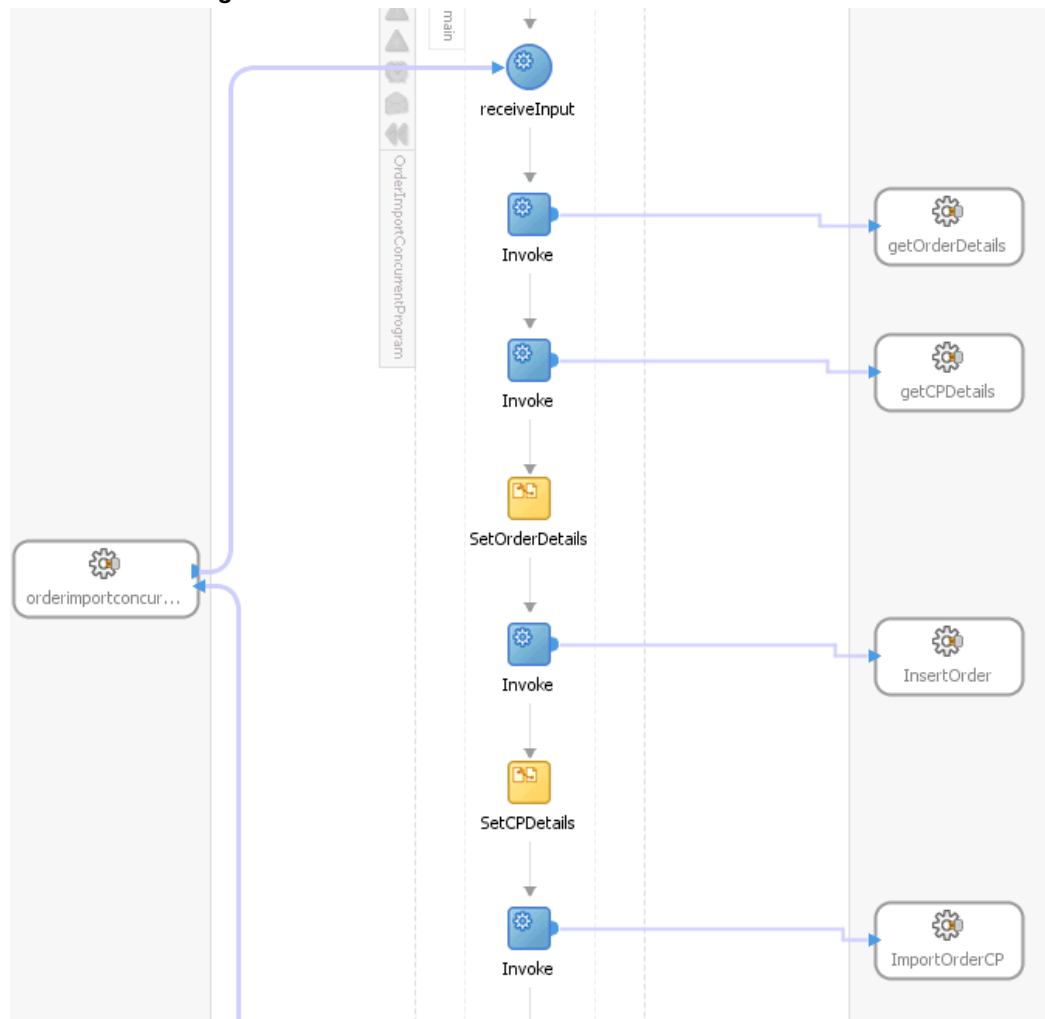 g
main
receiveInput
OrderImportConcurrentProgram
Invoke
getOrderDetails
Invoke
getCPDetails
SetOrderDetails
orderimportconcur...
Invoke
InsertOrder
SetCPDetails
Invoke
ImportOrderCP